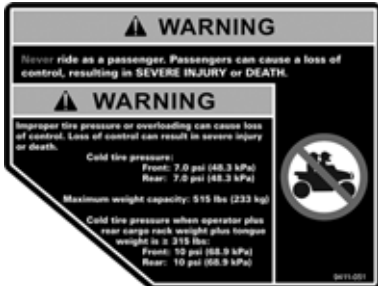 WARNING
Never ride as a passenger. Passengers can cause a loss of
control, resulting in SEVERE INJURY or DEATH.
WARNING
Improper tire pressure or overloading can cause loss
of control. Loss of control can result in severe injury
or death.
Cold tire pressure:
Front: 7.0 psi (48.3 kPa)
Rear: 7.0 psi (48.3 kPa)
Maximum weight capacity: 515 lbs (233 kg)
Cold tire pressure when operator plus
rear cargo rack weight plus tongue
weight is ≥ 315 lbs:
Front: 10 psi (68.9 kPa)
Rear: 10 psi (68.9 kPa)
9411-051